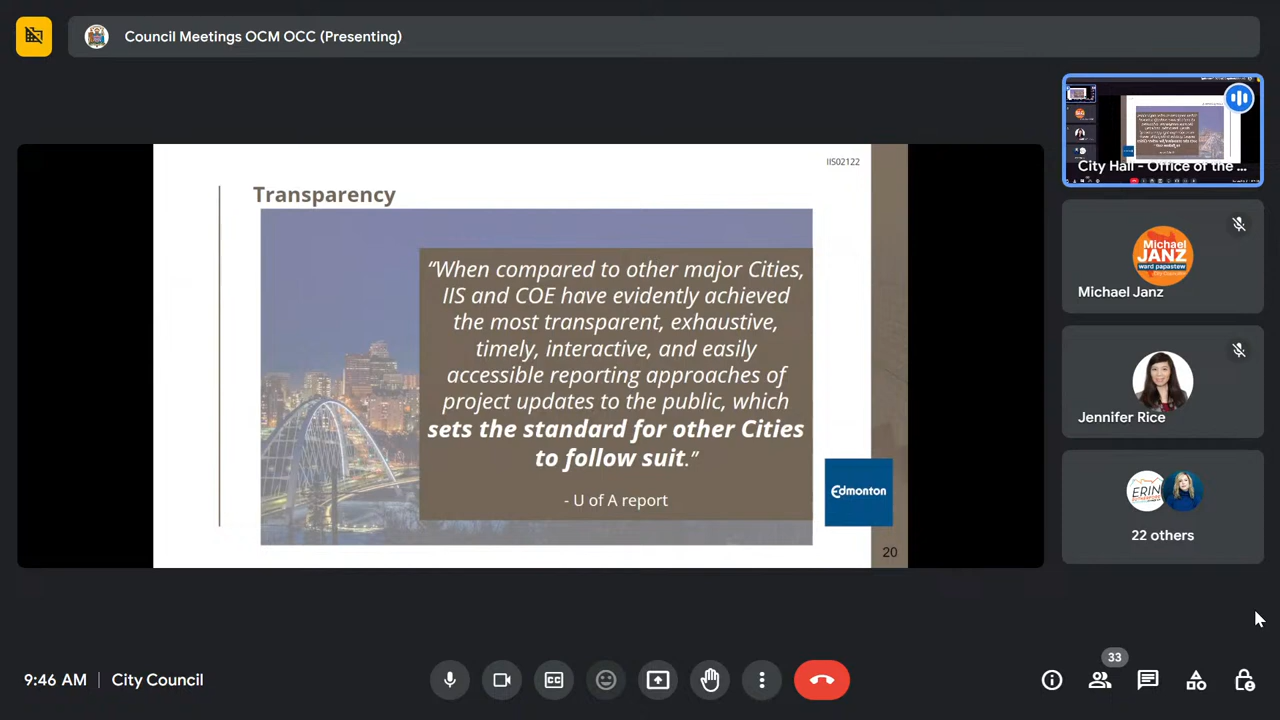 Council Meetings OCM OCC (Presenting)
IIS02122
Transparency
“When compared to other major Cities,
IIS and COE have evidently achieved
the most transparent, exhaustive,
timely, interactive, and easily
accessible reporting approaches of
project updates to the public, which
sets the standard for other Cities
to follow suit.”
- U of A report
Edmonton
20
City Hall - Office of the ...
Michael
JANZ
ward papastew
Michael Janz
Jennifer Rice
ERIN
22 others
9:46 AM | City Council
CC
33